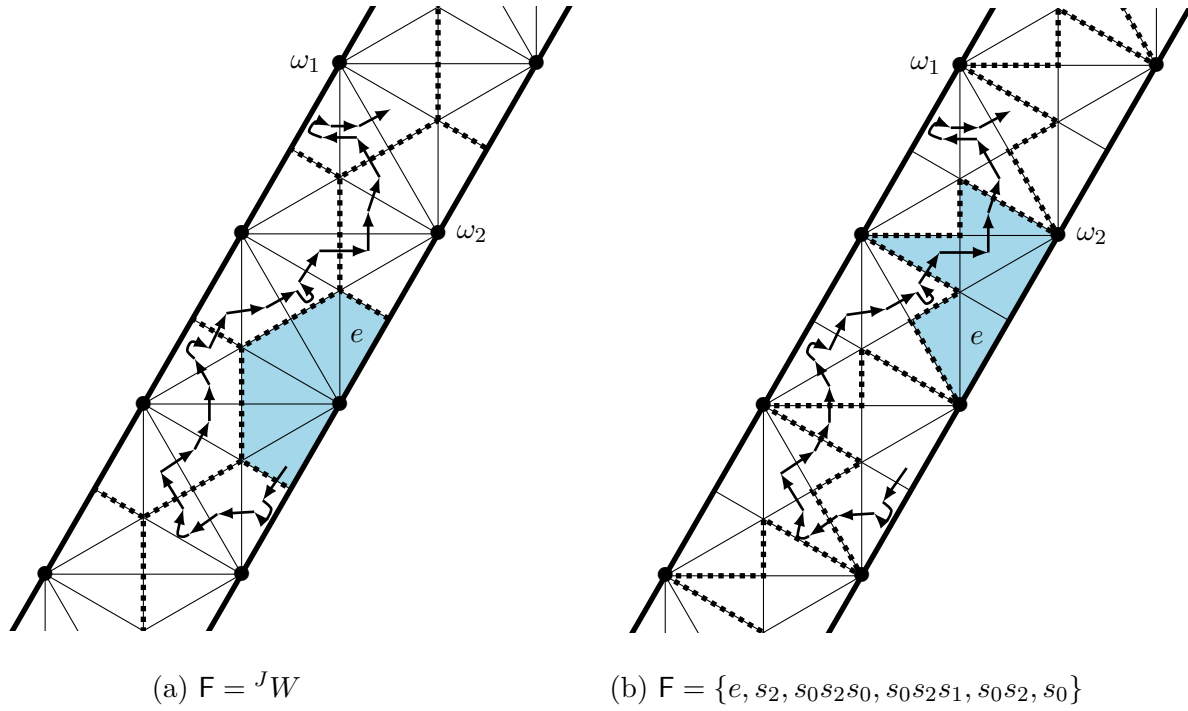 ω₁ ω₁
ω₂ ω₂
e e
(a) F = ᴶW (b) F = {e, s₂, s₀s₂s₀, s₀s₂s₁, s₀s₂, s₀}